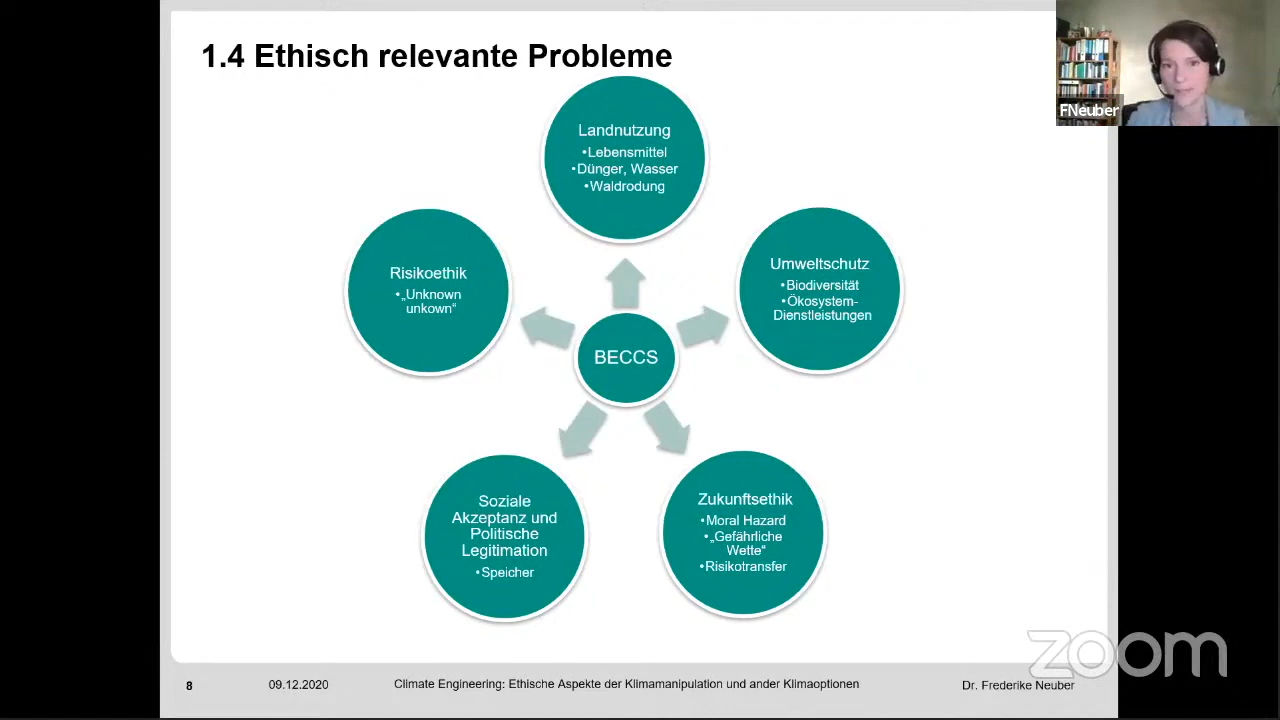 1.4 Ethisch relevante Probleme
FNeuber
Landnutzung
•Lebensmittel
•Dünger, Wasser
•Waldrodung
Risikoethik
•„Unknown
unkown“
Umweltschutz
•Biodiversität
•Ökosystem-
Dienstleistungen
BECCS
Soziale
Akzeptanz und
Politische
Legitimation
•Speicher
Zukunftsethik
•Moral Hazard
•„Gefährliche
Wette“
•Risikotransfer
zoom
8 09.12.2020 Climate Engineering: Ethische Aspekte der Klimamanipulation und ander Klimaoptionen Dr. Frederike Neuber